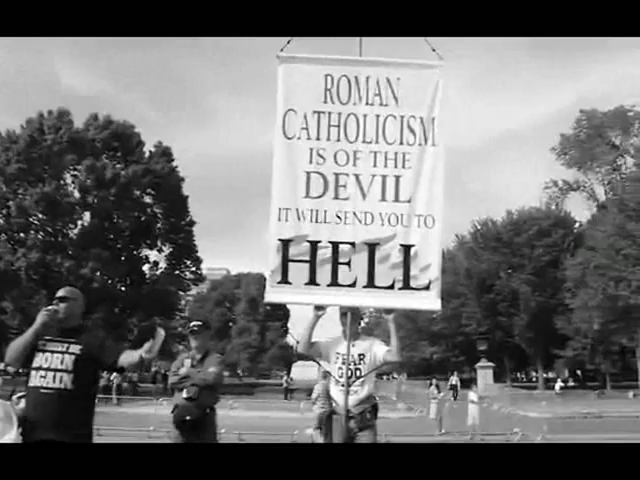 ROMAN
CATHOLICISM
IS OF THE
DEVIL
IT WILL SEND YOU TO
HELL
BORN
AGAIN.
FEAR
GOD